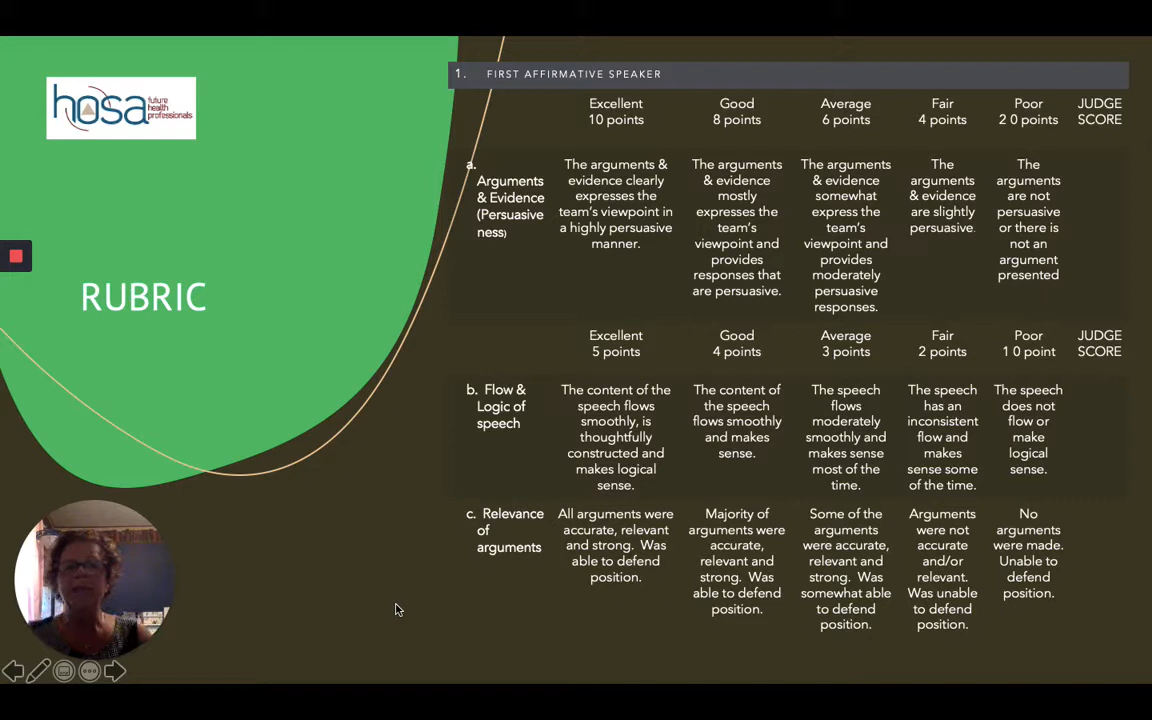 hosa
future
health
professionals
RUBRIC
1. FIRST AFFIRMATIVE SPEAKER
Excellent
10 points
Good
8 points
Average
6 points
Fair
4 points
Poor
2 0 points
JUDGE
SCORE
a.
Arguments
& Evidence
(Persuasive
ness)
The arguments &
evidence clearly
expresses the
team's viewpoint in
a highly persuasive
manner.
The arguments
& evidence
mostly
expresses the
team's
viewpoint and
provides
responses that
are persuasive.
The arguments
& evidence
somewhat
express the
team's
viewpoint and
provides
moderately
persuasive
responses.
The
arguments
& evidence
are slightly
persuasive.
The
arguments
are not
persuasive
or there is
not an
argument
presented
Excellent
5 points
Good
4 points
Average
3 points
Fair
2 points
Poor
1 0 point
JUDGE
SCORE
b. Flow &
Logic of
speech
The content of the
speech flows
smoothly, is
thoughtfully
constructed and
makes logical
sense.
The content of
the speech
flows smoothly
and makes
sense.
The speech
flows
moderately
smoothly and
makes sense
most of the
time.
The speech
has an
inconsistent
flow and
makes
sense some
of the time.
The speech
does not
flow or
make
logical
sense.
c. Relevance
of
arguments
All arguments were
accurate, relevant
and strong. Was
able to defend
position.
Majority of
arguments were
accurate,
relevant and
strong. Was
able to defend
position.
Some of the
arguments
were accurate,
relevant and
strong. Was
somewhat able
to defend
position.
Arguments
were not
accurate
and/or
relevant.
Was unable
to defend
position.
No
arguments
were made.
Unable to
defend
position.